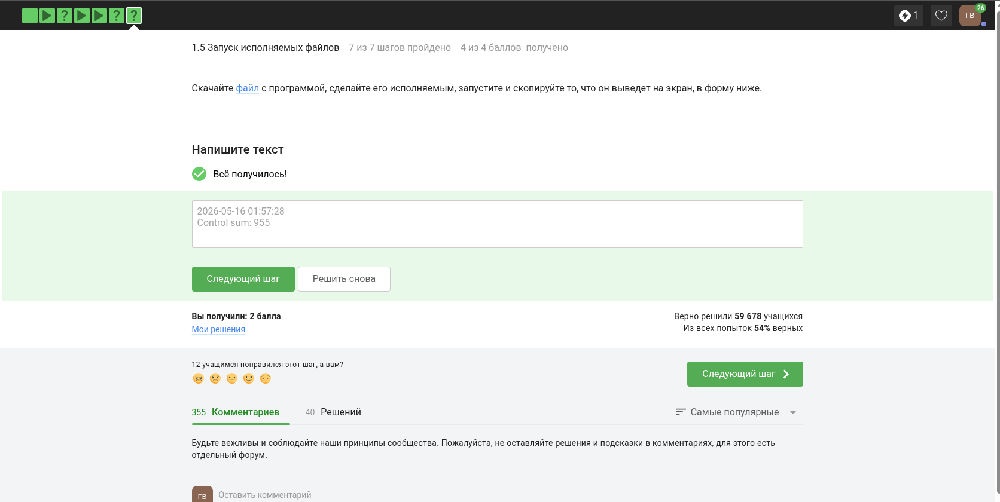 ? ? ?
1
ГВ
26
1.5 Запуск исполняемых файлов 7 из 7 шагов пройдено 4 из 4 баллов получено
Скачайте файл с программой, сделайте его исполняемым, запустите и скопируйте то, что он выведет на экран, в форму ниже.
Напишите текст
Всё получилось!
2026-05-16 01:57:28
Control sum: 955
Следующий шаг
Решить снова
Вы получили: 2 балла
Мои решения
Верно решили 59 678 учащихся
Из всех попыток 54% верных
12 учащимся понравился этот шаг, а вам?
Следующий шаг
355 Комментариев
40 Решений
Самые популярные
Будьте вежливы и соблюдайте наши принципы сообщества. Пожалуйста, не оставляйте решения и подсказки в комментариях, для этого есть
отдельный форум.
ГВ
Оставить комментарий